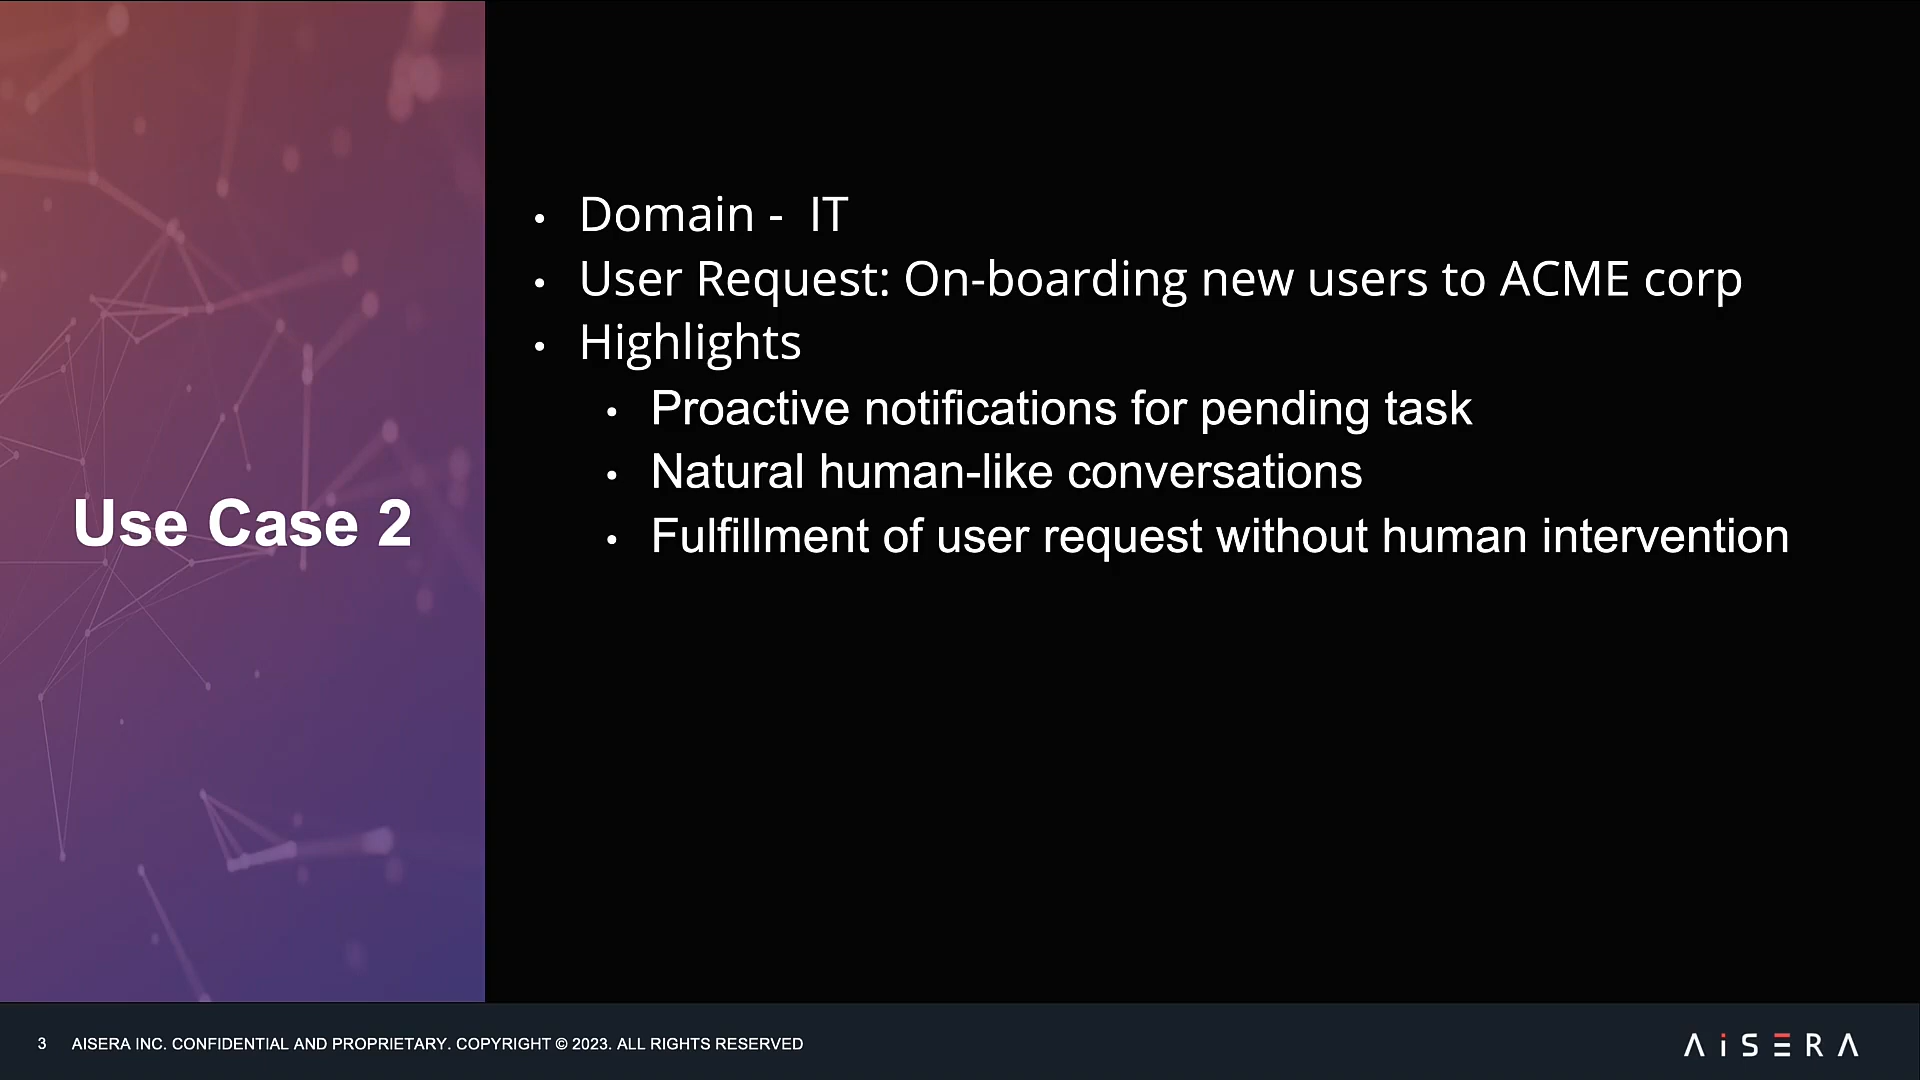 Use Case 2
• Domain -  IT
• User Request: On-boarding new users to ACME corp
• Highlights
• Proactive notifications for pending task
• Natural human-like conversations
• Fulfillment of user request without human intervention
3 AISERA INC. CONFIDENTIAL AND PROPRIETARY. COPYRIGHT © 2023. ALL RIGHTS RESERVED
AiSERA